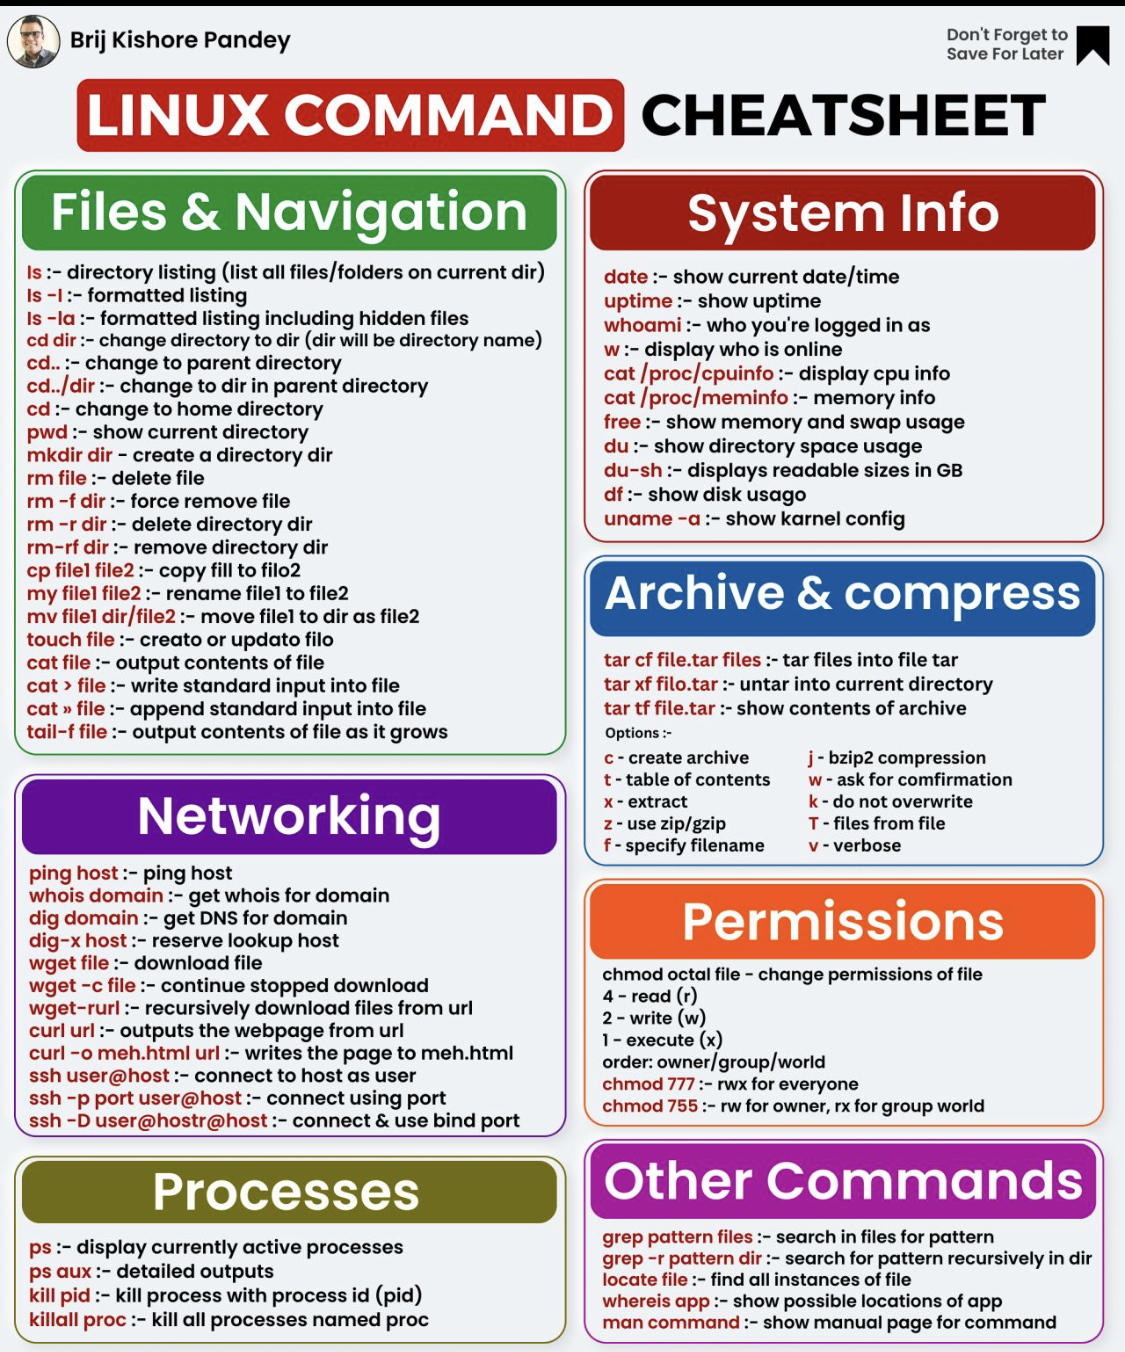 Brij Kishore Pandey
Don't Forget to
Save For Later
LINUX COMMAND CHEATSHEET
Files & Navigation
ls :- directory listing (list all files/folders on current dir)
ls -l :- formatted listing
ls -la :- formatted listing including hidden files
cd dir :- change directory to dir (dir will be directory name)
cd.. :- change to parent directory
cd../dir :- change to dir in parent directory
cd :- change to home directory
pwd :- show current directory
mkdir dir - create a directory dir
rm file :- delete file
rm -f dir :- force remove file
rm -r dir :- delete directory dir
rm-rf dir :- remove directory dir
cp file1 file2 :- copy fill to filo2
my file1 file2 :- rename file1 to file2
mv file1 dir/file2 :- move file1 to dir as file2
touch file :- creato or updato filo
cat file :- output contents of file
cat > file :- write standard input into file
cat » file :- append standard input into file
tail-f file :- output contents of file as it grows
Networking
ping host :- ping host
whois domain :- get whois for domain
dig domain :- get DNS for domain
dig-x host :- reserve lookup host
wget file :- download file
wget -c file :- continue stopped download
wget-rurl :- recursively download files from url
curl url :- outputs the webpage from url
curl -o meh.html url :- writes the page to meh.html
ssh user@host :- connect to host as user
ssh -p port user@host :- connect using port
ssh -D user@hostr@host :- connect & use bind port
Processes
ps :- display currently active processes
ps aux :- detailed outputs
kill pid :- kill process with process id (pid)
killall proc :- kill all processes named proc
System Info
date :- show current date/time
uptime :- show uptime
whoami :- who you're logged in as
w :- display who is online
cat /proc/cpuinfo :- display cpu info
cat /proc/meminfo :- memory info
free :- show memory and swap usage
du :- show directory space usage
du-sh :- displays readable sizes in GB
df :- show disk usago
uname -a :- show karnel config
Archive & compress
tar cf file.tar files :- tar files into file tar
tar xf filo.tar :- untar into current directory
tar tf file.tar :- show contents of archive
Options :-
c - create archive
t - table of contents
x - extract
z - use zip/gzip
f - specify filename
j - bzip2 compression
w - ask for comfirmation
k - do not overwrite
T - files from file
v - verbose
Permissions
chmod octal file - change permissions of file
4 - read (r)
2 - write (w)
1 - execute (x)
order: owner/group/world
chmod 777 :- rwx for everyone
chmod 755 :- rw for owner, rx for group world
Other Commands
grep pattern files :- search in files for pattern
grep -r pattern dir :- search for pattern recursively in dir
locate file :- find all instances of file
whereis app :- show possible locations of app
man command :- show manual page for command